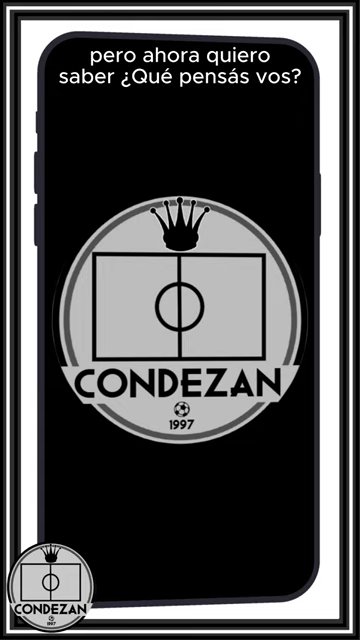 pero ahora quiero
saber ¿Qué pensás vos?
CONDEZAN
1997
CONDEZAN
1997